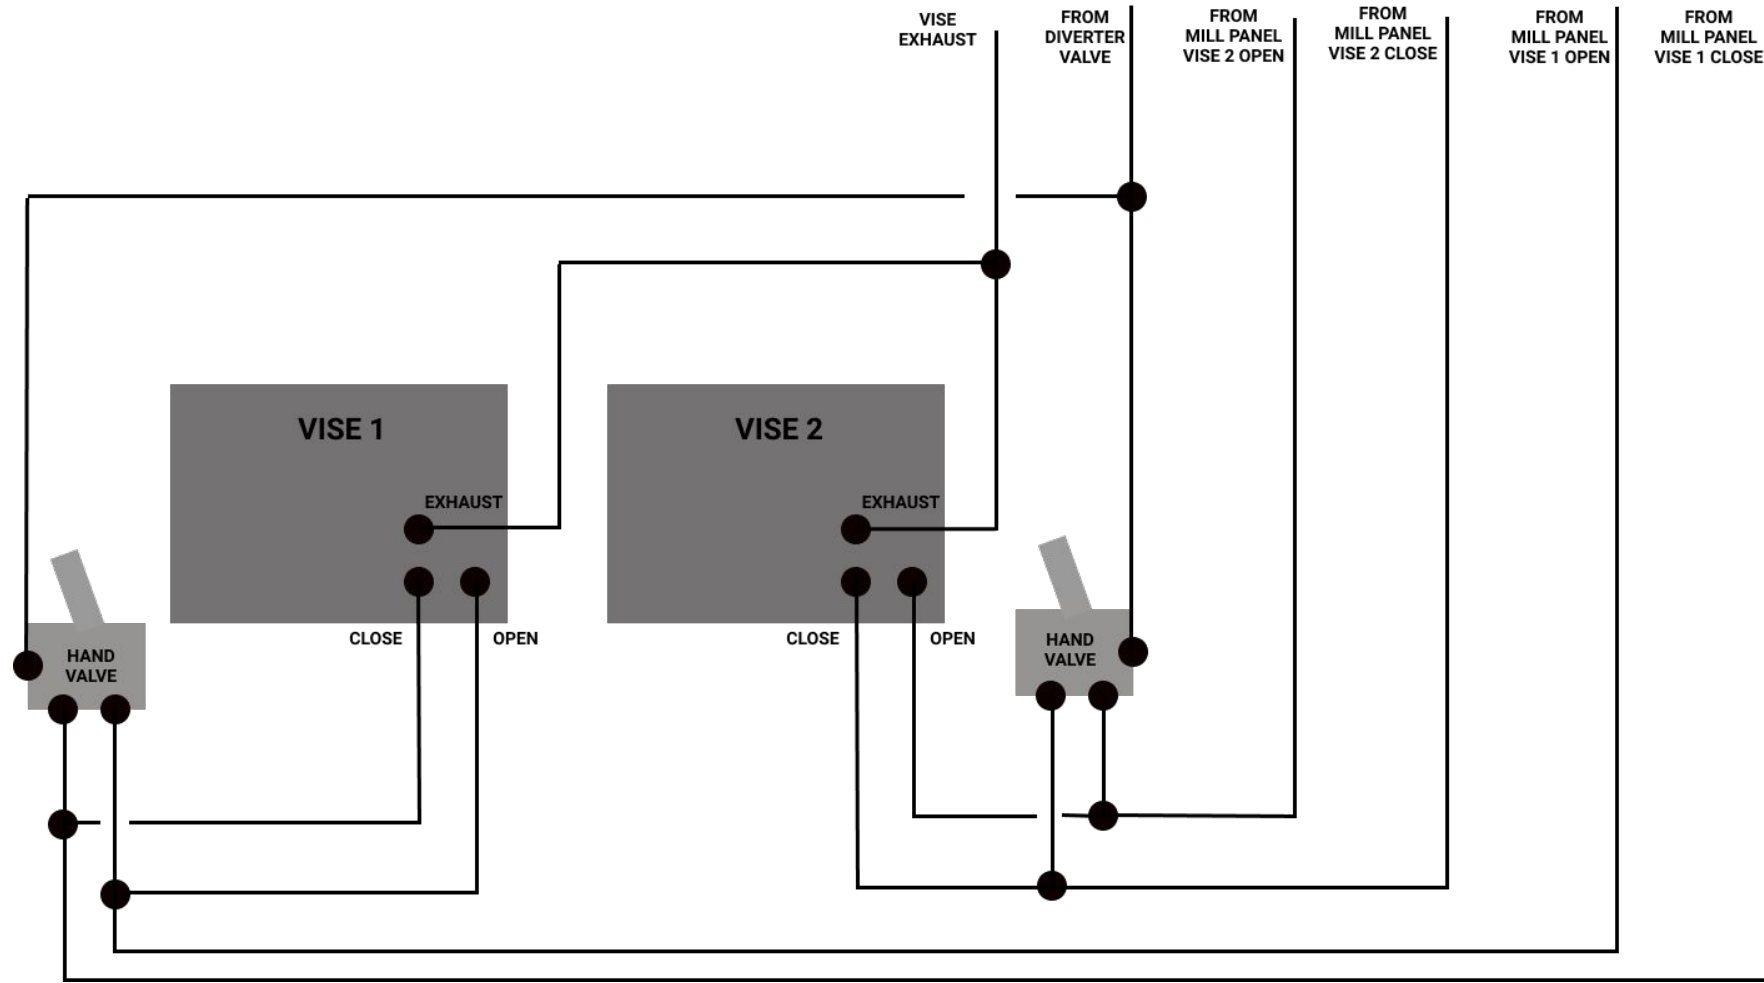 VISE
EXHAUST
FROM
DIVERTER
VALVE
FROM
MILL PANEL
VISE 2 OPEN
FROM
MILL PANEL
VISE 2 CLOSE
FROM
MILL PANEL
VISE 1 OPEN
FROM
MILL PANEL
VISE 1 CLOSE
VISE 1
EXHAUST
CLOSE
OPEN
VISE 2
EXHAUST
CLOSE
OPEN
HAND
VALVE
HAND
VALVE